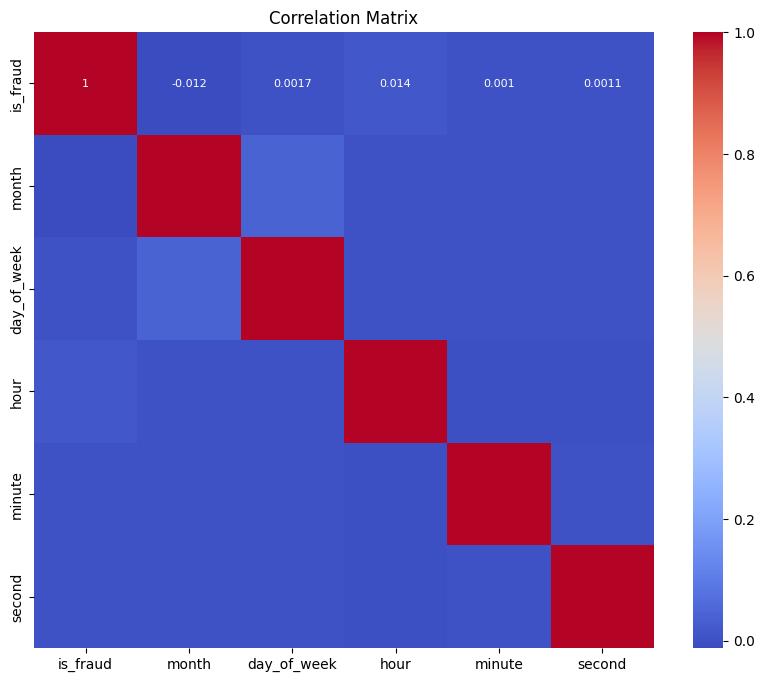 Correlation Matrix
is_fraud
1 -0.012 0.0017 0.014 0.001 0.0011
month
day_of_week
hour
minute
second
is_fraud month day_of_week hour minute second
1.0
0.8
0.6
0.4
0.2
0.0